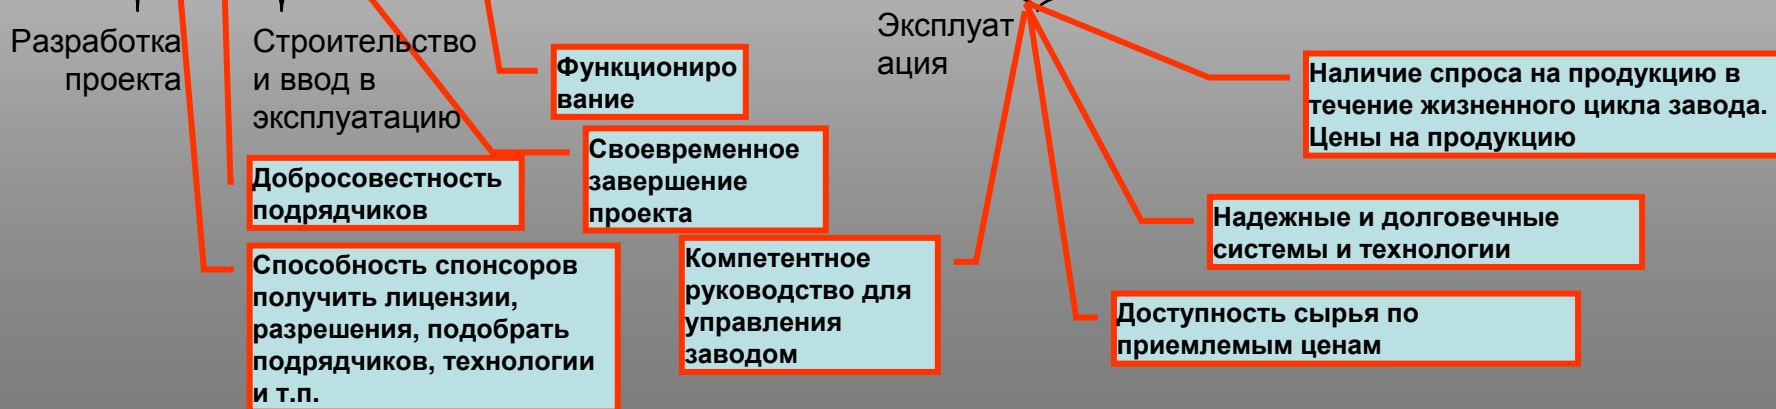 Разработка
проекта
Строительство
и ввод в
эксплуатацию
Функциониро
вание
Своевременное
завершение
проекта
Добросовестность
подрядчиков
Способность спонсоров
получить лицензии,
разрешения, подобрать
подрядчиков, технологии
и т.п.
Эксплуат
ация
Компетентное
руководство для
управления
заводом
Наличие спроса на продукцию в
течение жизненного цикла завода.
Цены на продукцию
Надежные и долговечные
системы и технологии
Доступность сырья по
приемлемым ценам